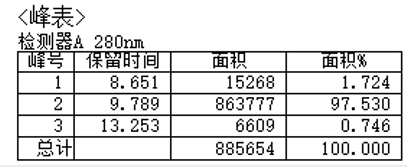 <峰表>
检测器A 280nm
峰号 保留时间 面积 面积%
1 8.651 15268 1.724
2 9.789 863777 97.530
3 13.253 6609 0.746
总计 885654 100.000